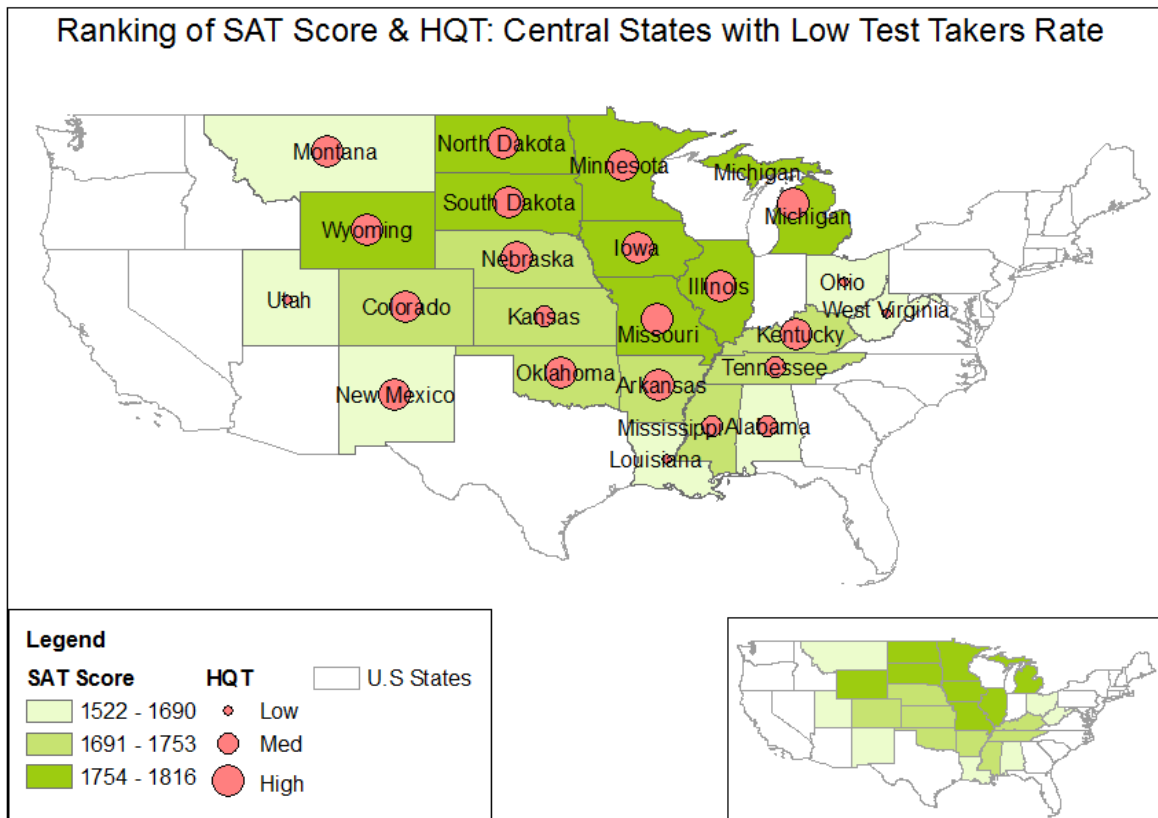 Ranking of SAT Score & HQT: Central States with Low Test Takers Rate
Montana
North Dakota
Minnesota
Michigan
South Dakota
Michigan
Wyoming
Iowa
Nebraska
Illinois
Ohio
Utah
Colorado
Kansas
West Virginia
Missouri
Kentucky
Tennessee
Oklahoma
Arkansas
New Mexico
Mississippi
Alabama
Louisiana
Legend
SAT Score
HQT
U.S States
1522 - 1690
Low
1691 - 1753
Med
1754 - 1816
High